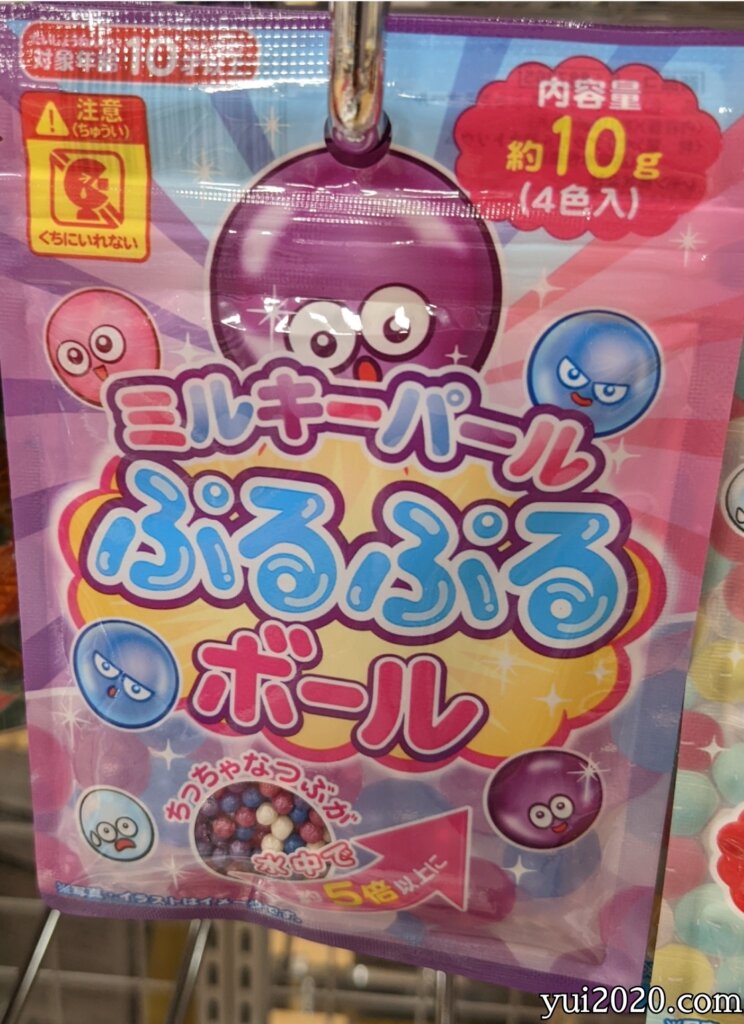 対象年齢10才以上
注意
(ちゅうい)
くちにいれない
内容量
約10g
(4色入)
ミルキーパール
ぷるぷる
ボール
ちっちゃなつぶが
水中で
約5倍以上に
※写真・イラストはイメージです。
yui2020.com